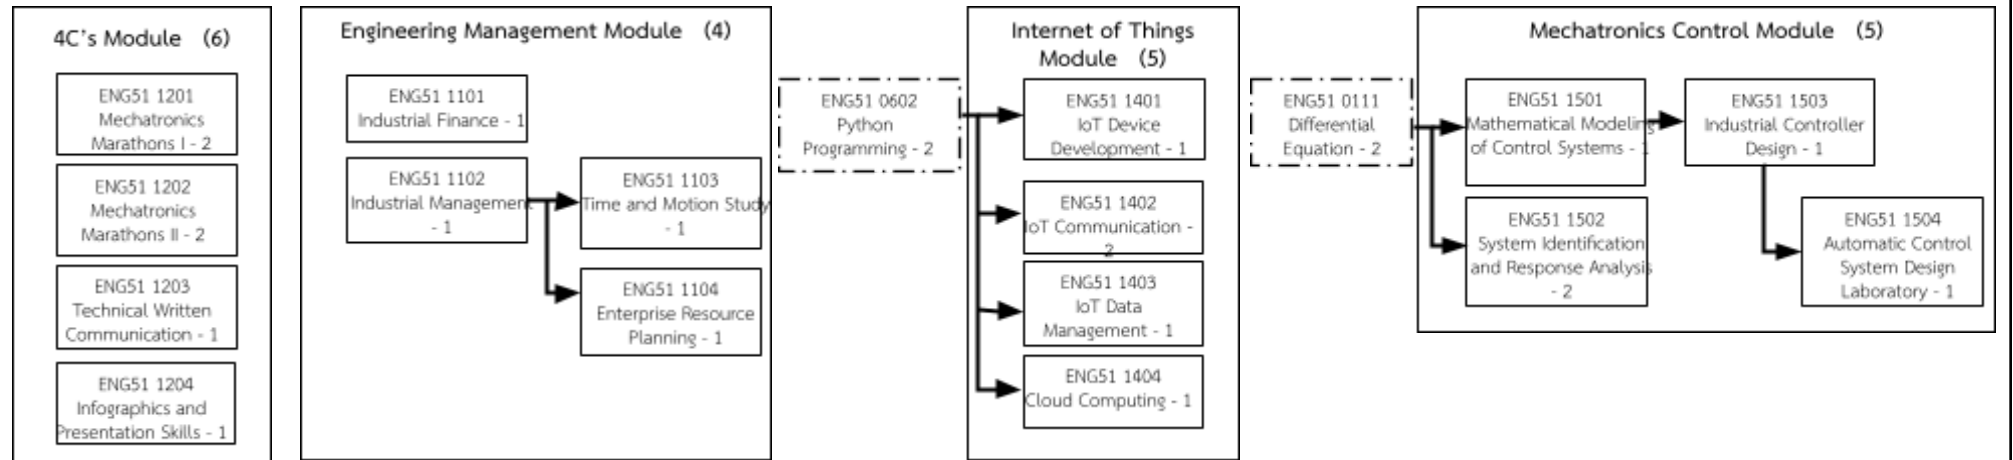 4C's Module (6)
ENG51 1201
Mechatronics
Marathons I - 2
ENG51 1202
Mechatronics
Marathons II - 2
ENG51 1203
Technical Written
Communication - 1
ENG51 1204
Infographics and
Presentation Skills - 1
Engineering Management Module (4)
ENG51 1101
Industrial Finance - 1
ENG51 1102
Industrial Management
- 1
ENG51 1103
Time and Motion Study
- 1
ENG51 1104
Enterprise Resource
Planning - 1
ENG51 0602
Python
Programming - 2
Internet of Things
Module (5)
ENG51 1401
IoT Device
Development - 1
ENG51 1402
IoT Communication -
2
ENG51 1403
IoT Data
Management - 1
ENG51 1404
Cloud Computing - 1
ENG51 0111
Differential
Equation - 2
Mechatronics Control Module (5)
ENG51 1501
Mathematical Modeling
of Control Systems - 1
ENG51 1502
System Identification
and Response Analysis
- 2
ENG51 1503
Industrial Controller
Design - 1
ENG51 1504
Automatic Control
System Design
Laboratory - 1